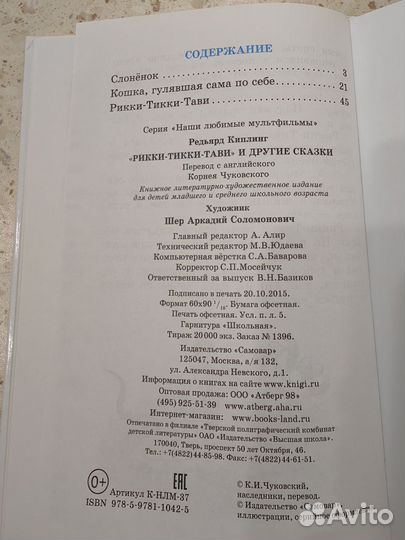 СОДЕРЖАНИЕ
Слонёнок 3
Кошка, гулявшая сама по себе 21
Рикки-Тикки-Тави 45
Серия «Наши любимые мультфильмы»
Редьярд Киплинг
«РИККИ-ТИККИ-ТАВИ» И ДРУГИЕ СКАЗКИ
Перевод с английского
Корнея Чуковского
Книжное литературно-художественное издание
для детей младшего и среднего школьного возраста
Художник
Шер Аркадий Соломонович
Главный редактор А. Алир
Технический редактор М.В.Юдаева
Компьютерная вёрстка С.А.Баварова
Корректор С.П.Мосейчук
Ответственный за выпуск В.Н.Базиков
Подписано в печать 20.10.2015.
Формат 60х90 1/16. Бумага офсетная.
Печать офсетная. Усл. п.л. 5.
Гарнитура «Школьная».
Тираж 20000 экз. Заказ № 1396.
Издательство «Самовар»
125047, Москва, а/я 132,
ул. Александра Невского, д.1.
Информация о книгах на сайте www.knigi.ru
Оптовая продажа: ООО «Атберг 98»
(495) 925-51-39 www.atberg.aha.ru
Интернет-магазин: www.books-land.ru
Отпечатано в филиале «Тверской полиграфический комбинат
детской литературы» ОАО «Издательство «Высшая школа».
170040, Тверь, проспект 50 лет Октября, 46.
Тел.: +7(4822) 44-85-98. Факс: +7(4822) 44-61-51.
0+
EAC
Артикул К-НЛМ-37
ISBN 978-5-9781-1042-5
© К.И.Чуковский,
наследники, перевод.
© Издательство «Самовар»
иллюстрации,
Avito